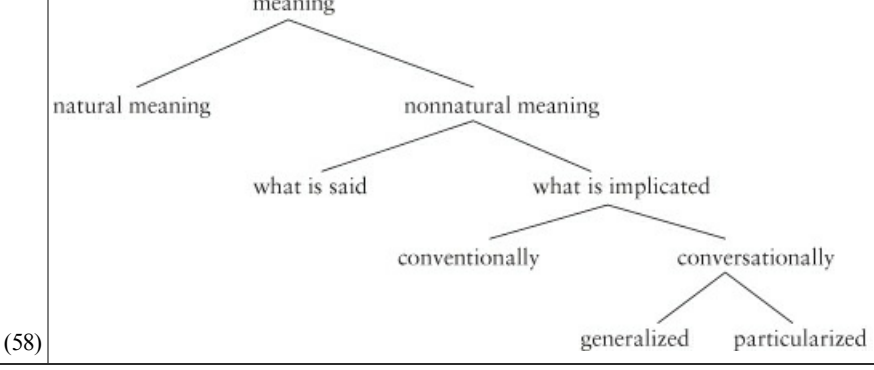 meaning
natural meaning nonnatural meaning
what is said what is implicated
conventionally conversationally
(58) generalized particularized